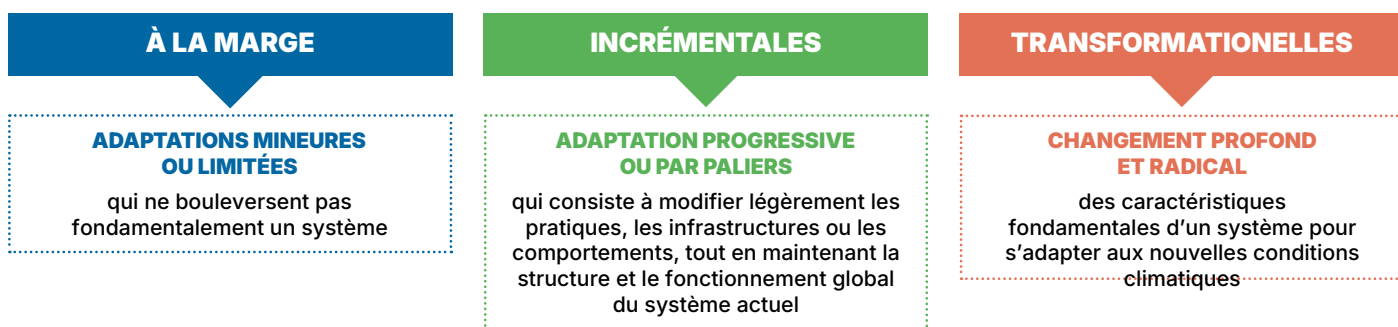 À LA MARGE
ADAPTATIONS MINEURES
OU LIMITÉES
qui ne bouleversent pas
fondamentalement un système
INCRÉMENTALES
ADAPTATION PROGRESSIVE
OU PAR PALIERS
qui consiste à modifier légèrement les
pratiques, les infrastructures ou les
comportements, tout en maintenant la
structure et le fonctionnement global
du système actuel
TRANSFORMATIONELLES
CHANGEMENT PROFOND
ET RADICAL
des caractéristiques
fondamentales d’un système pour
s’adapter aux nouvelles conditions
climatiques